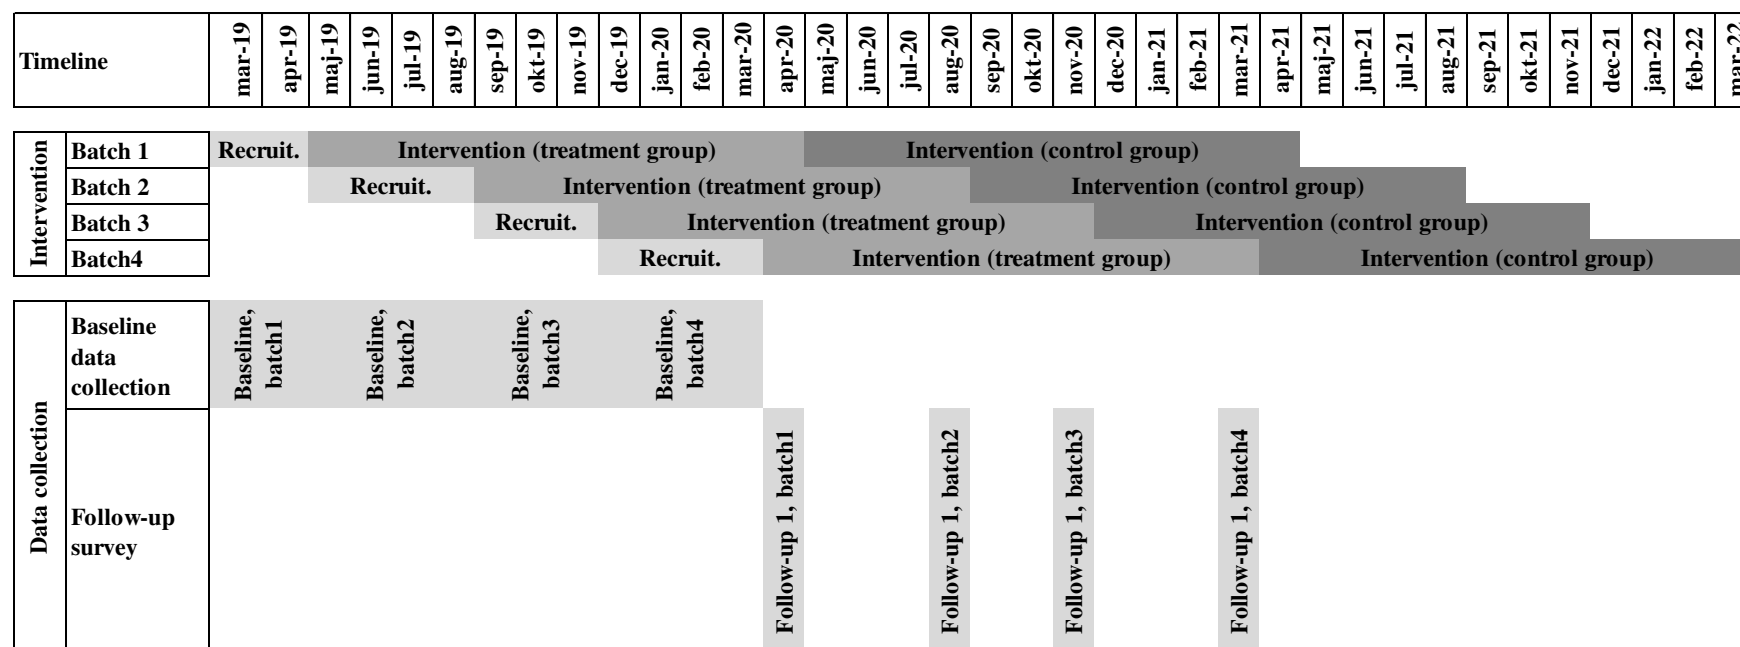 Timeline
mar-19
apr-19
maj-19
jun-19
jul-19
aug-19
sep-19
okt-19
nov-19
dec-19
jan-20
feb-20
mar-20
apr-20
maj-20
jun-20
jul-20
aug-20
sep-20
okt-20
nov-20
dec-20
jan-21
feb-21
mar-21
apr-21
maj-21
jun-21
jul-21
aug-21
sep-21
okt-21
nov-21
dec-21
jan-22
feb-22
mar-22
Intervention
Batch 1
Recruit.
Intervention (treatment group)
Intervention (control group)
Batch 2
Recruit.
Intervention (treatment group)
Intervention (control group)
Batch 3
Recruit.
Intervention (treatment group)
Intervention (control group)
Batch4
Recruit.
Intervention (treatment group)
Intervention (control group)
Data collection
Baseline
data
collection
Baseline,
batch1
Baseline,
batch2
Baseline,
batch3
Baseline,
batch4
Follow-up
survey
Follow-up 1, batch1
Follow-up 1, batch2
Follow-up 1, batch3
Follow-up 1, batch4